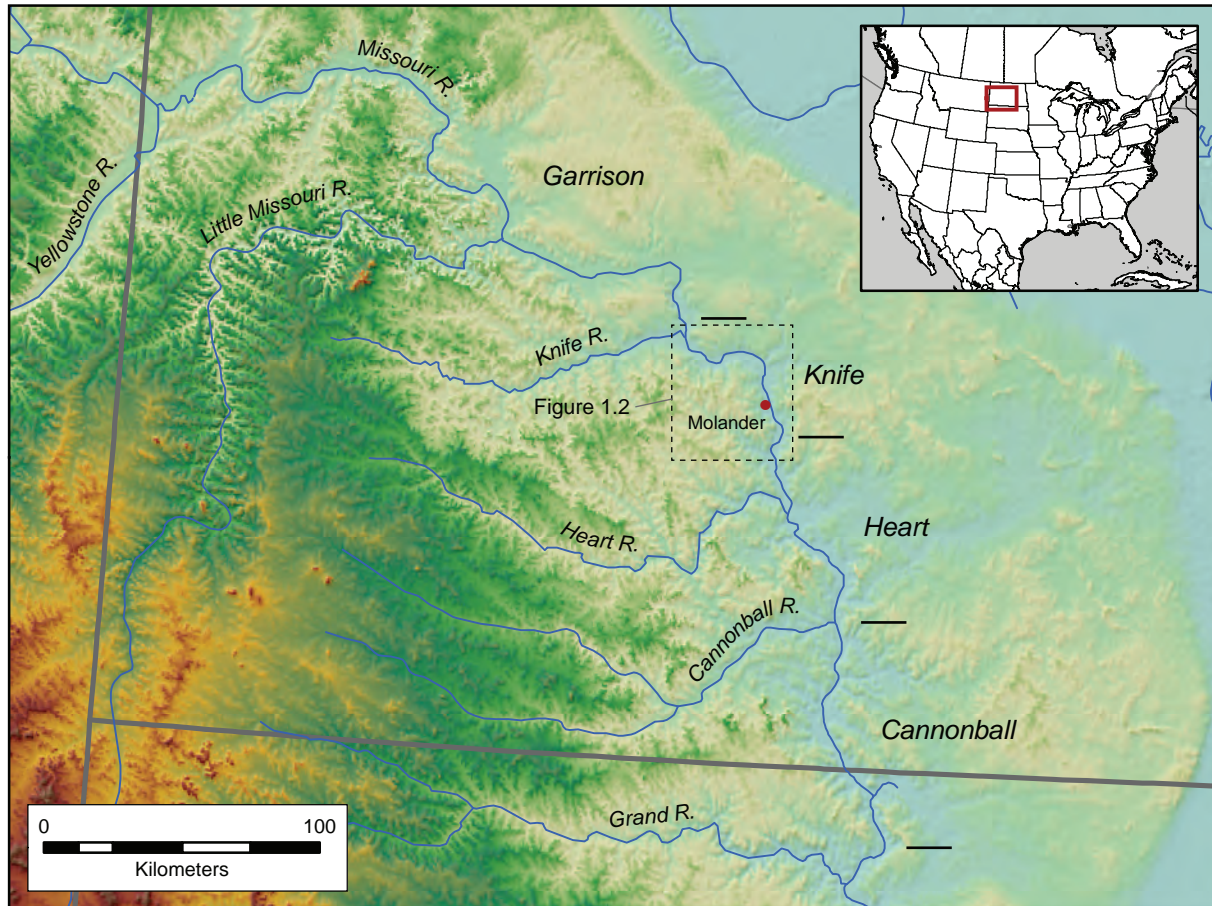 Missouri R.
Yellowstone R.
Little Missouri R.
Garrison
Knife R.
Knife
Figure 1.2
Molander
Heart R.
Heart
Cannonball R.
Cannonball
Grand R.
0 100
Kilometers